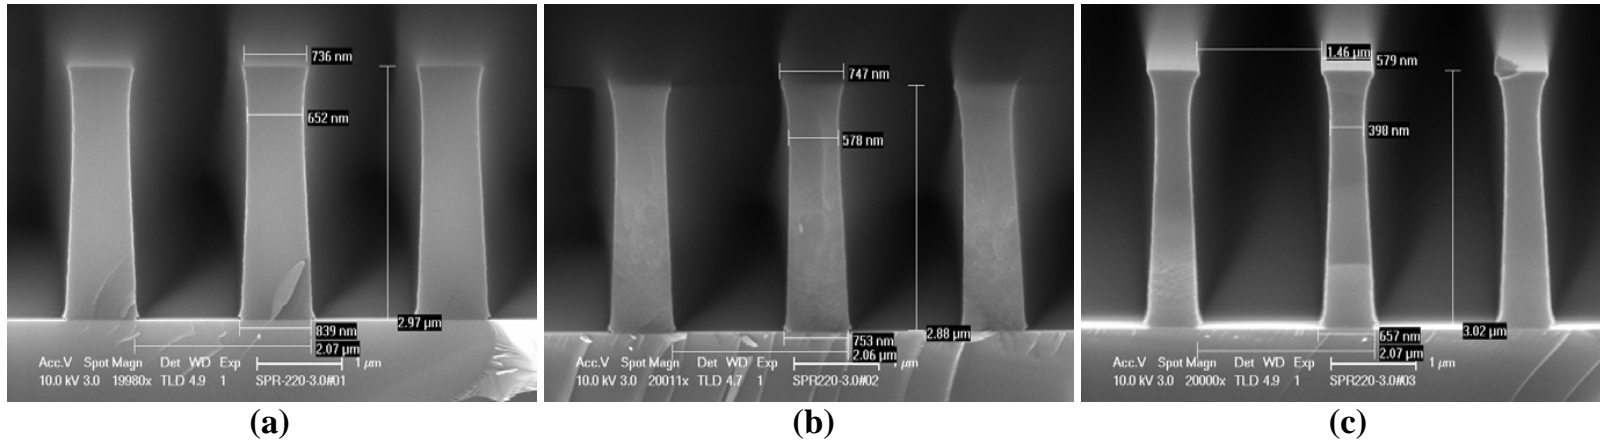 736 nm
652 nm
2.97 µm
839 nm
2.07 µm
Acc.V Spot Magn Det WD Exp 1 µm
10.0 kV 3.0 19980x TLD 4.9 1 SPR-220-3.0#01
(a)
747 nm
578 nm
2.88 µm
753 nm
2.06 µm
Acc.V Spot Magn Det WD Exp 1 µm
10.0 kV 3.0 20011x TLD 4.7 1 SPR220-3.0#02
(b)
1.46 µm
579 nm
398 nm
3.02 µm
657 nm
2.07 µm
Acc.V Spot Magn Det WD Exp 1 µm
10.0 kV 3.0 20000x TLD 4.9 1 SPR220-3.0#03
(c)